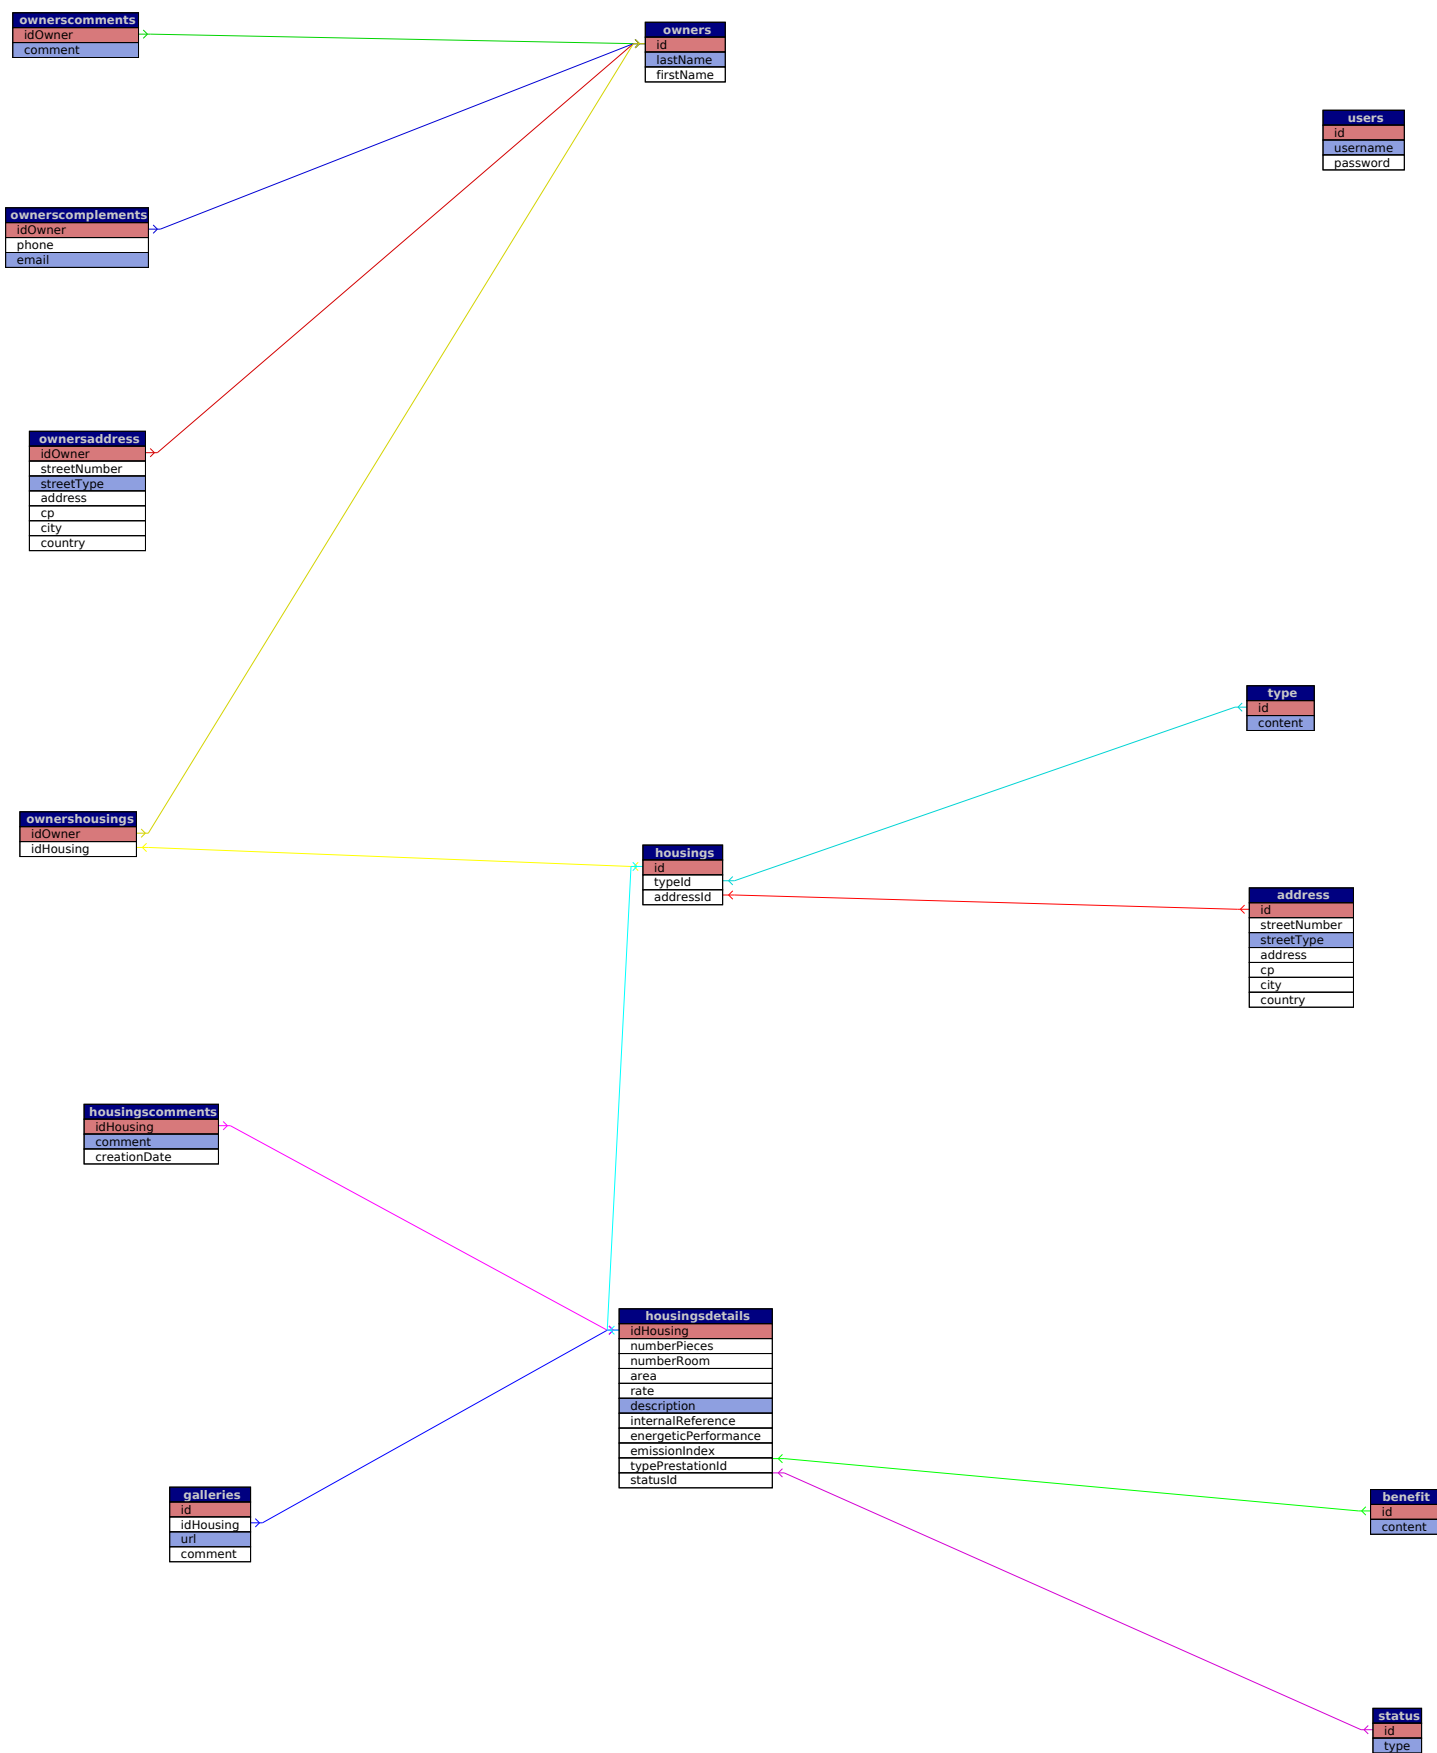 ownerscomments
idOwner
comment
owners
id
lastName
firstName
users
id
username
password
ownerscomplements
idOwner
phone
email
ownersaddress
idOwner
streetNumber
streetType
address
cp
city
country
type
id
content
ownershousings
idOwner
idHousing
housings
id
typeId
addressId
address
id
streetNumber
streetType
address
cp
city
country
housingscomments
idHousing
comment
creationDate
housingsdetails
idHousing
numberPieces
numberRoom
area
rate
description
internalReference
energeticPerformance
emissionIndex
typePrestationId
statusId
galleries
id
idHousing
url
comment
benefit
id
content
status
id
type